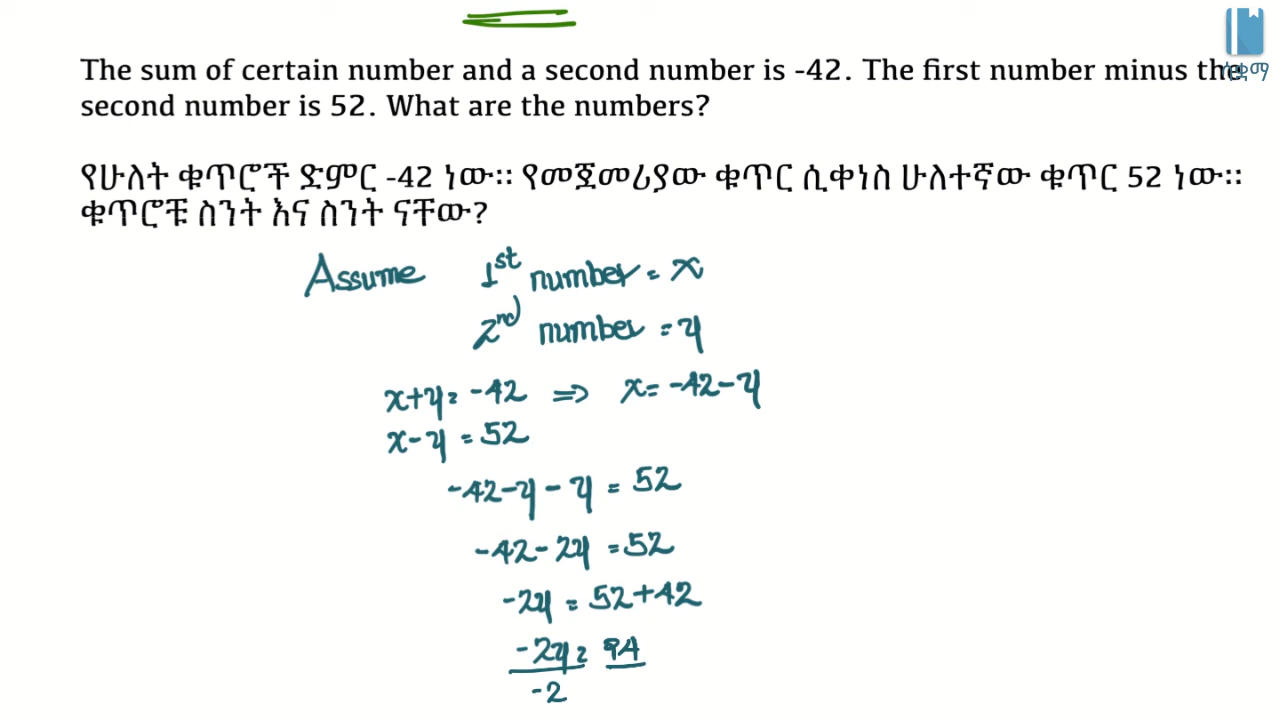 The sum of certain number and a second number is -42. The first number minus the
second number is 52. What are the numbers?
የሁለት ቁጥሮች ድምር -42 ነው። የመጀመሪያው ቁጥር ሲቀነስ ሁለተኛው ቁጥር 52 ነው።
ቁጥሮቹ ስንት እና ስንት ናቸው?
Assume 1st number = x
2nd number = y
x+y = -42 ⇒ x = -42-y
x-y = 52
-42-y-y = 52
-42-2y = 52
-2y = 52+42
-2y = 94
-2